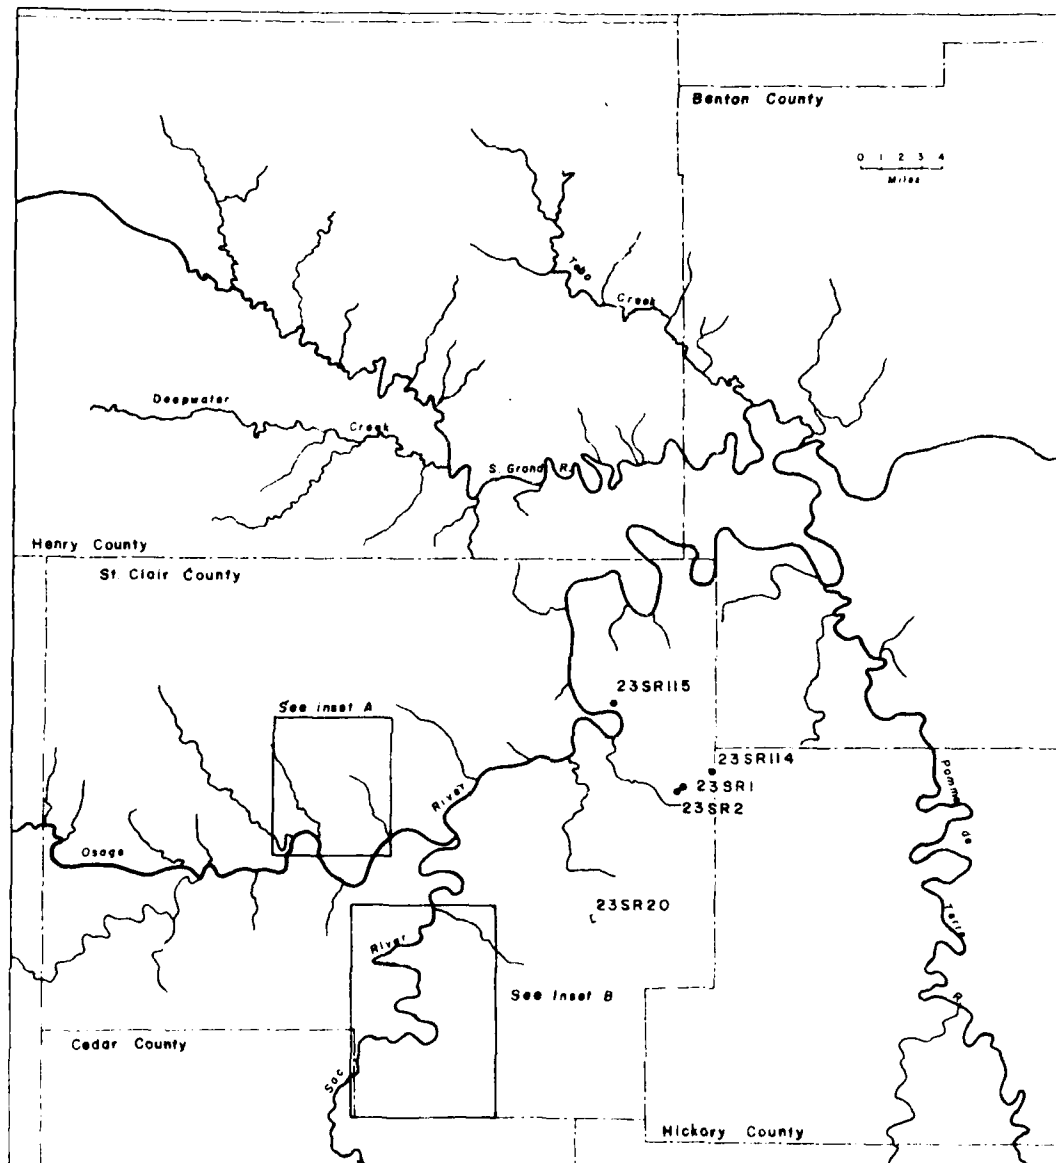 Benton County
0 1 2 3 4
Miles
Tebo
Creek
Deepwater
Creek
S. Grand R.
Henry County
St. Clair County
23SR115
See inset A
23SR114
23SR1
23SR2
River
Osage
Pomme
de
Terre
R.
23SR20
River
See Inset B
Cedar County
Sac
Hickary County